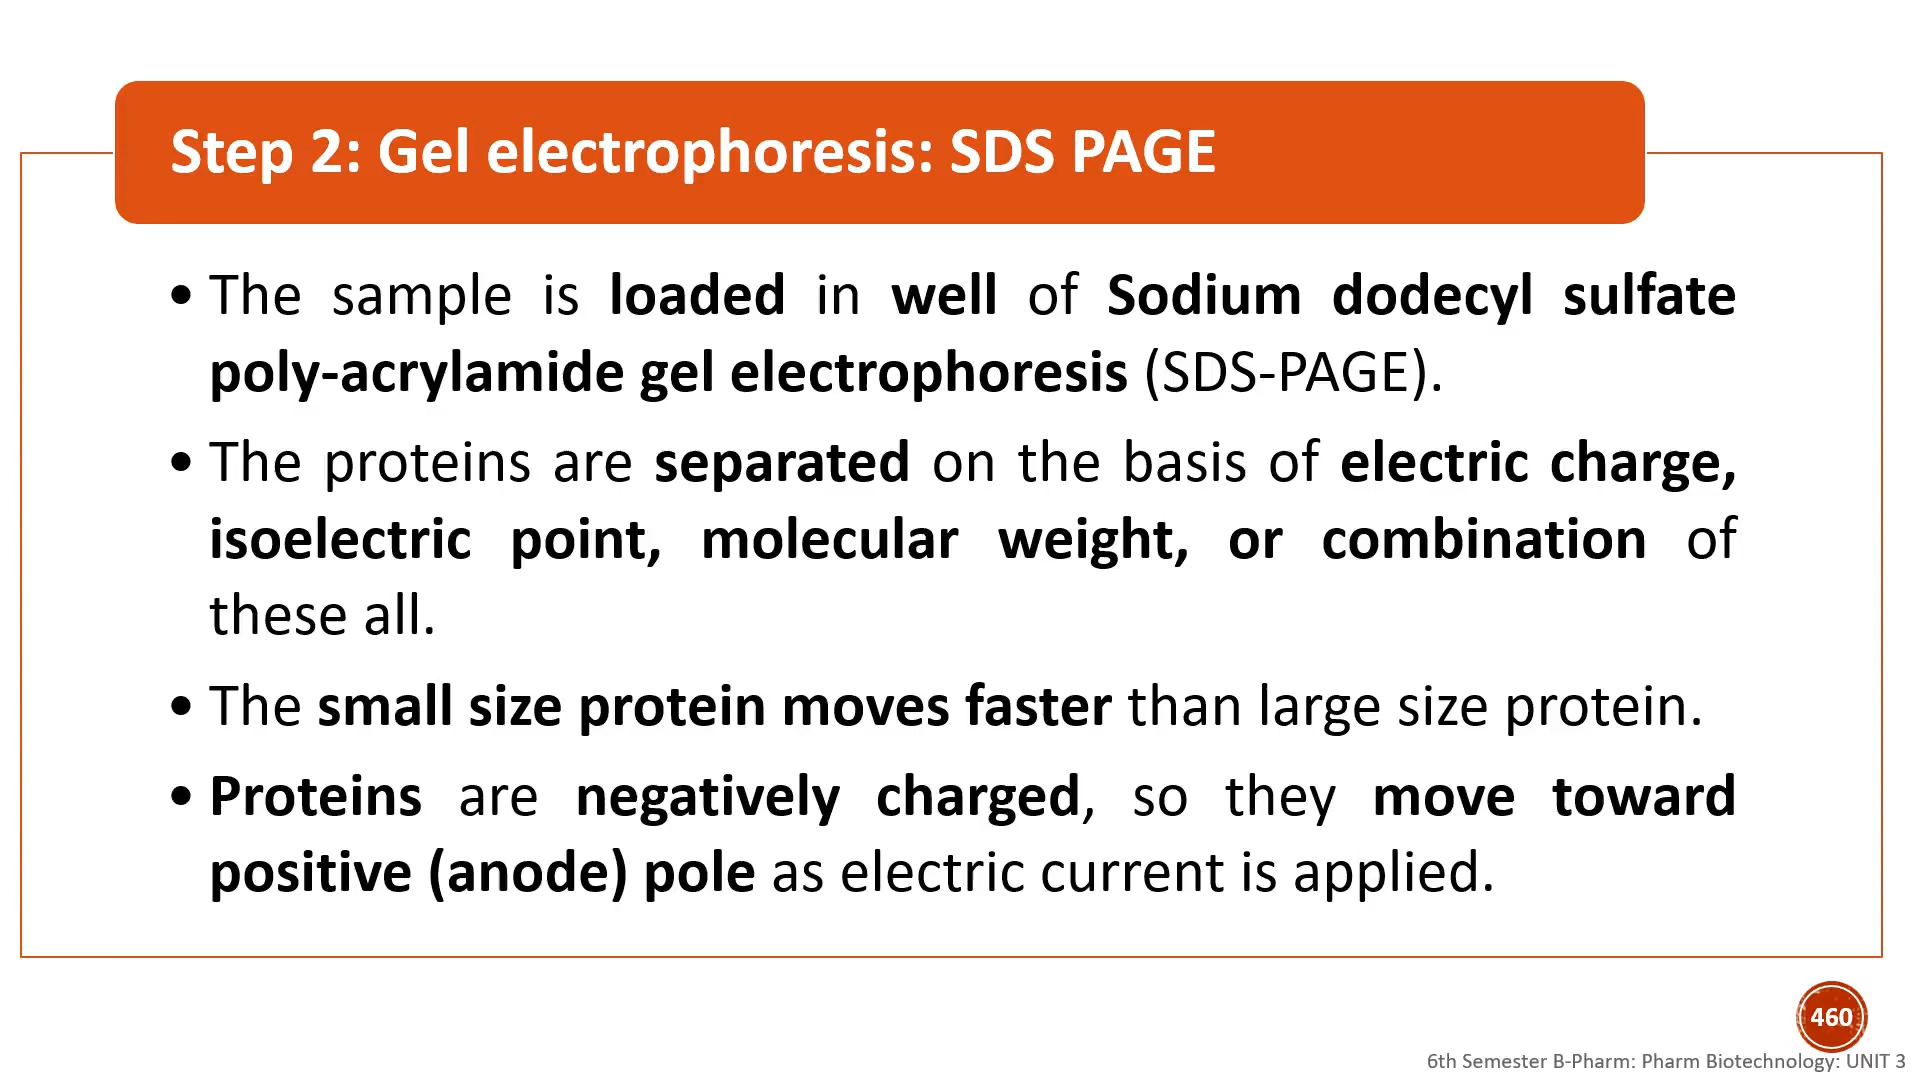 Step 2: Gel electrophoresis: SDS PAGE
• The sample is loaded in well of Sodium dodecyl sulfate
poly-acrylamide gel electrophoresis (SDS-PAGE).
• The proteins are separated on the basis of electric charge,
isoelectric point, molecular weight, or combination of
these all.
• The small size protein moves faster than large size protein.
• Proteins are negatively charged, so they move toward
positive (anode) pole as electric current is applied.
460
6th Semester B-Pharm: Pharm Biotechnology: UNIT 3